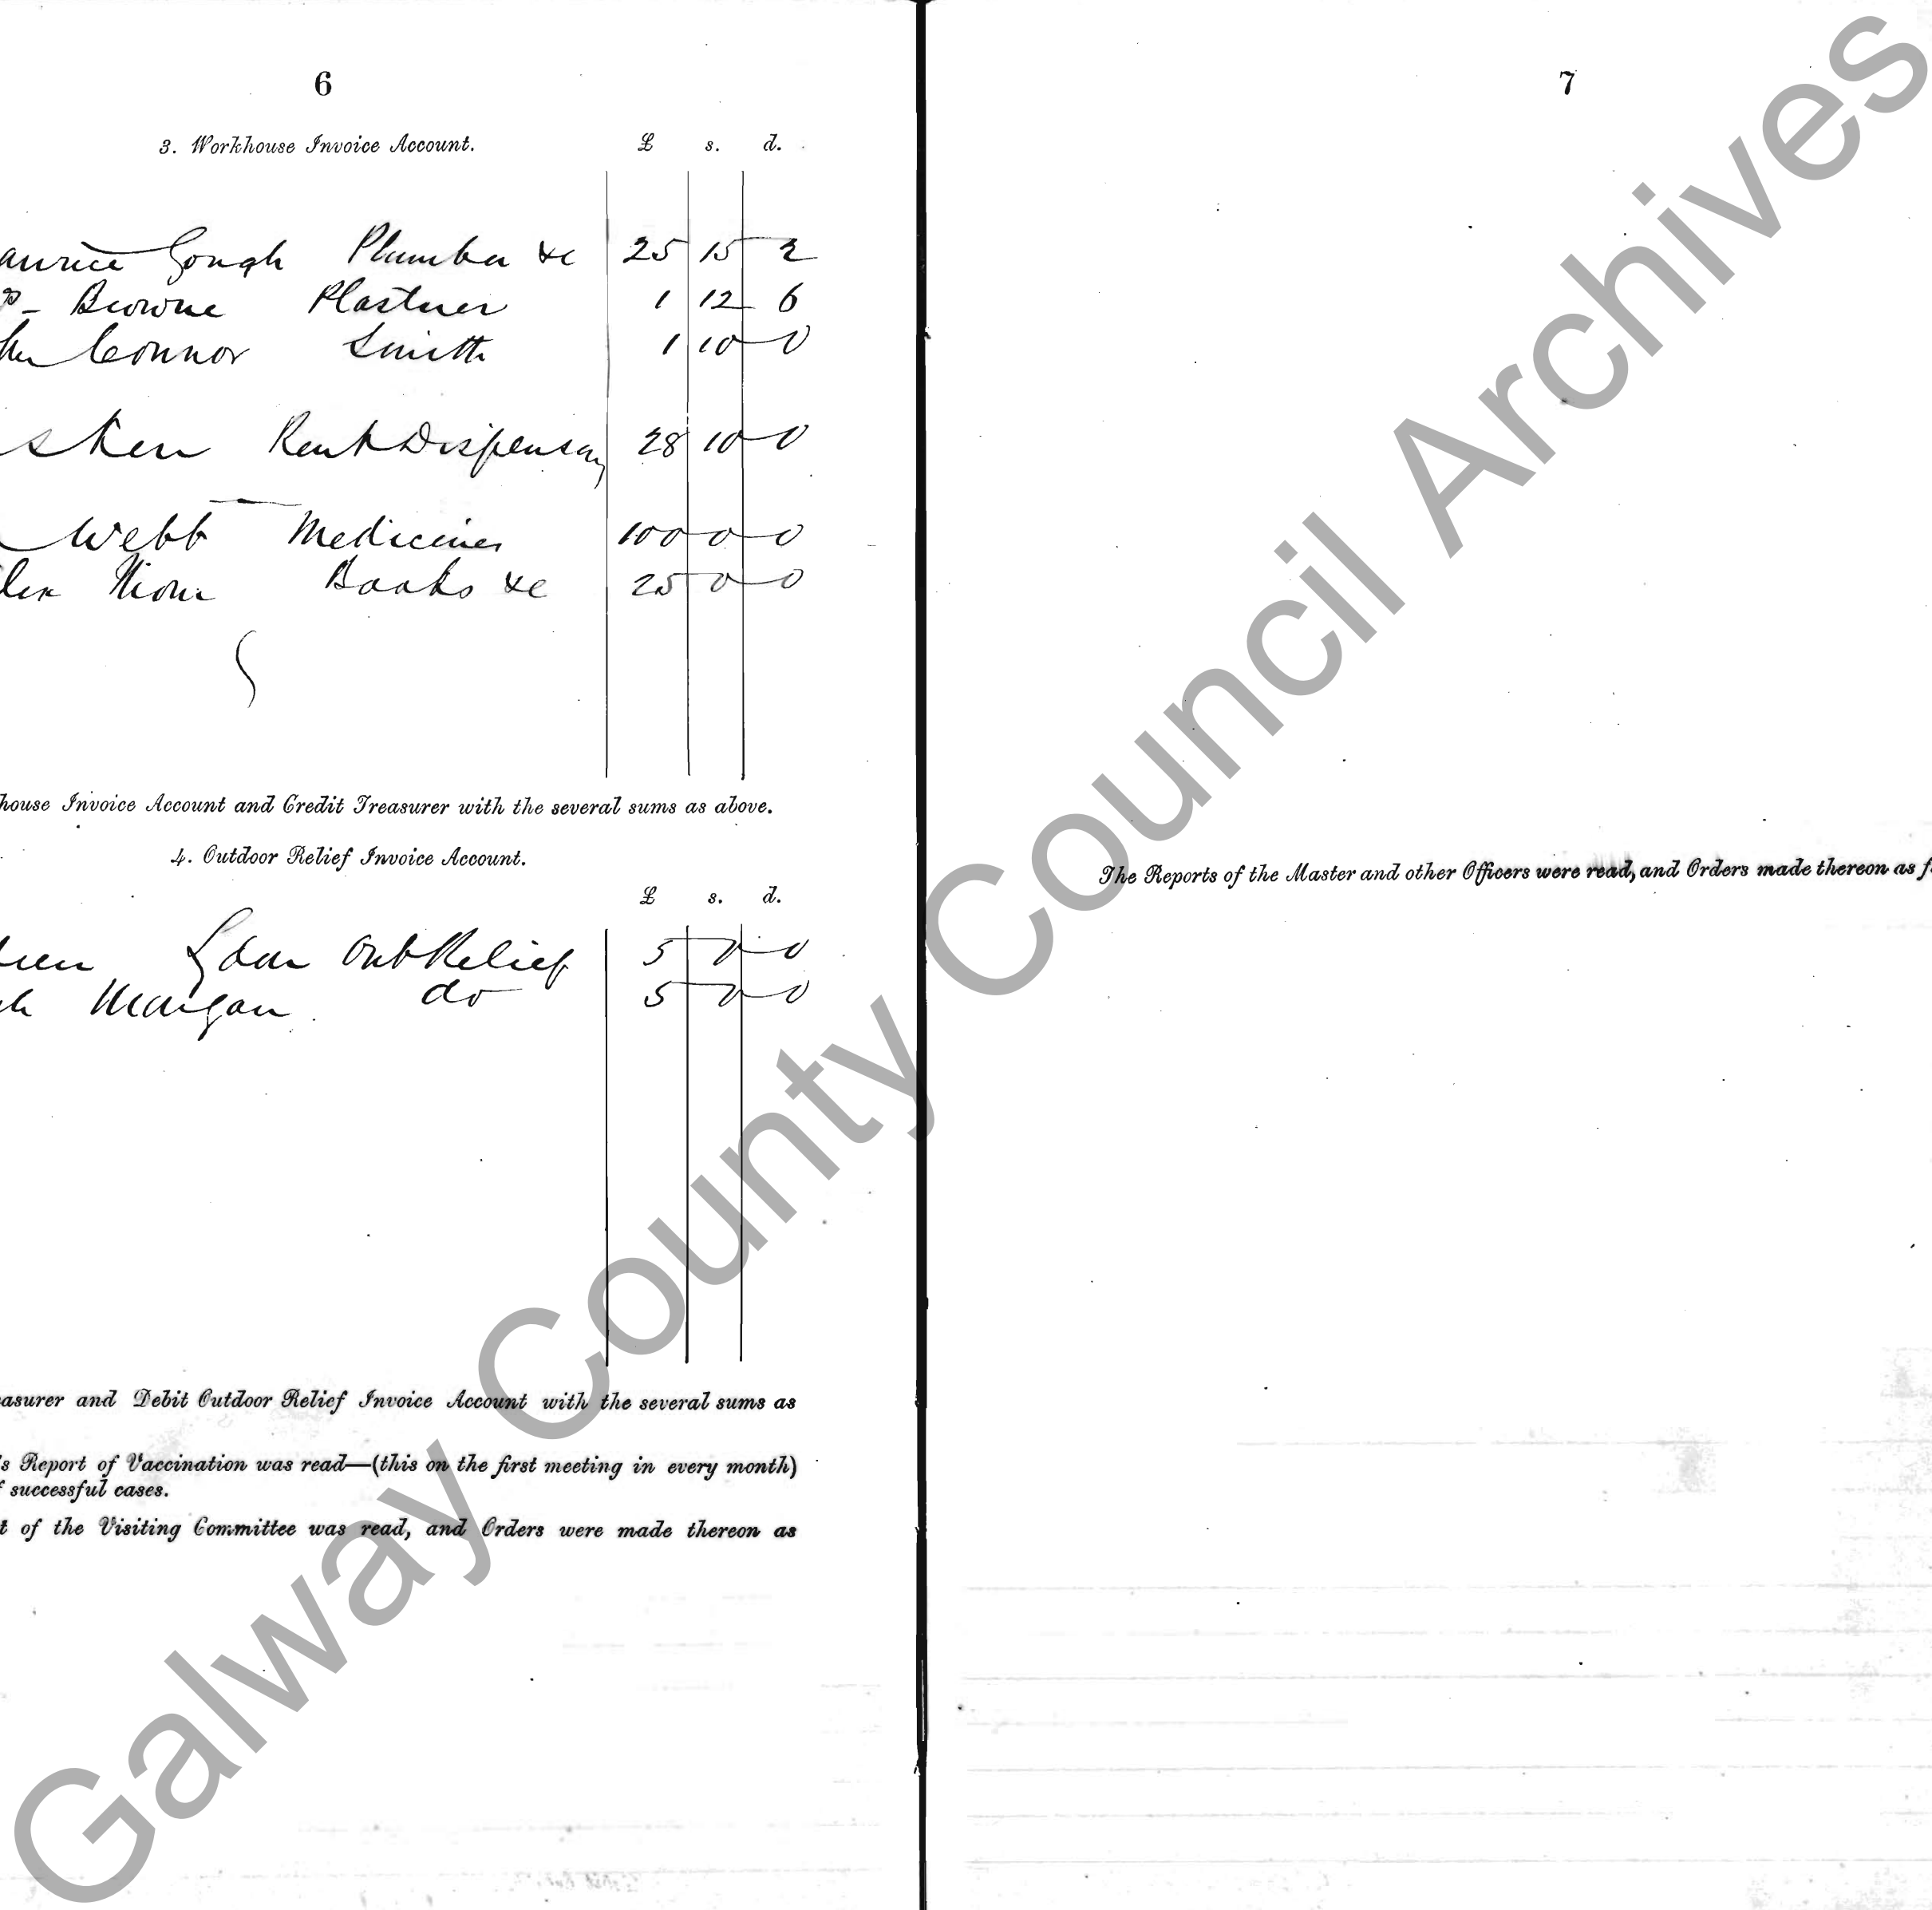 6
3. Workhouse Invoice Account. £ s. d.
Gough Plumber &c 25 15 2
Browne Plasterer 1 12 6
Connor Smith 1 10 0
Rent Dispensary 28 10 0
Webb Medicines 100 0 0
Books &c 25 0 0
house Invoice Account and Credit Treasurer with the several sums as above.
4. Outdoor Relief Invoice Account.
£ s. d.
Out Relief 5 0 0
Mangan do 5 0 0
easurer and Debit Outdoor Relief Invoice Account with the several sums as
's Report of Vaccination was read—(this on the first meeting in every month)
f successful cases.
t of the Visiting Committee was read, and Orders were made thereon as
7
The Reports of the Master and other Officers were read, and Orders made thereon as f
Galway County Council Archives